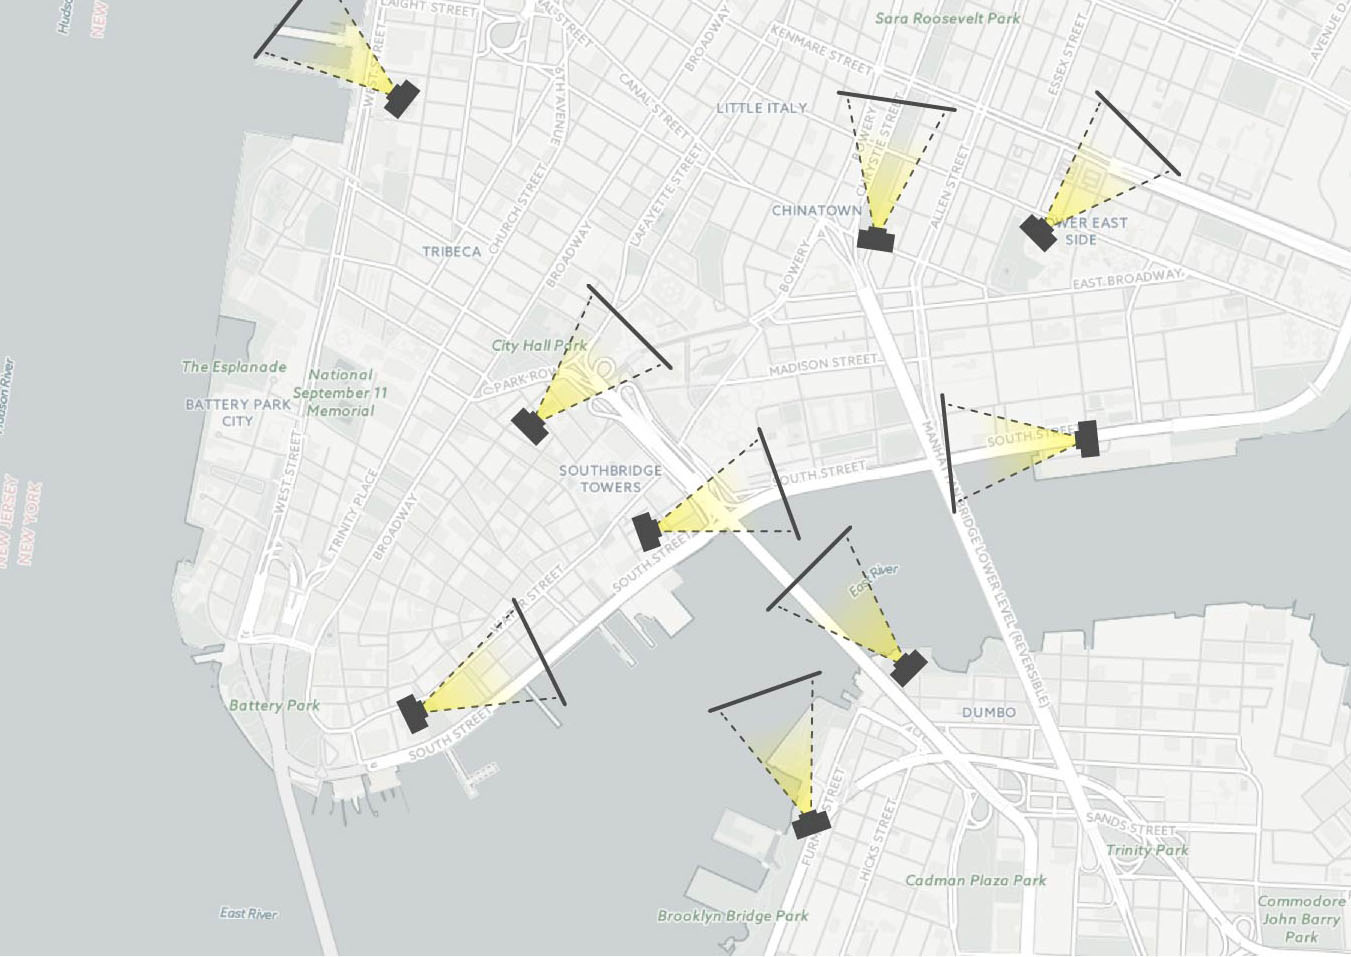 Hudson
NEW
LAIGHT STREET
WEST STREET
6TH AVENUE
CANAL STREET
BROADWAY
KENMARE STREET
Sara Roosevelt Park
ESSEX STREET
AVENUE D
LITTLE ITALY
BOWERY
CHRYSTIE STREET
ALLEN STREET
CHURCH STREET
LAFAYETTE STREET
BROADWAY
CHINATOWN
LOWER EAST
SIDE
TRIBECA
BOWERY
EAST BROADWAY
City Hall Park
PARK ROW
MADISON STREET
The Esplanade
National
September 11
Memorial
Hudson River
BATTERY PARK
CITY
WEST STREET
TRINITY PLACE
BROADWAY
SOUTHBRIDGE
TOWERS
SOUTH STREET
SOUTH STREET
NEW JERSEY
NEW YORK
SOUTH STREET
WATER STREET
East River
BRIDGE LOWER LEVEL (REVERSIBLE)
Battery Park
SOUTH STREET
DUMBO
STREET
HICKS STREET
SANDS STREET
Trinity Park
Cadman Plaza Park
East River
Brooklyn Bridge Park
Commodore
John Barry
Park